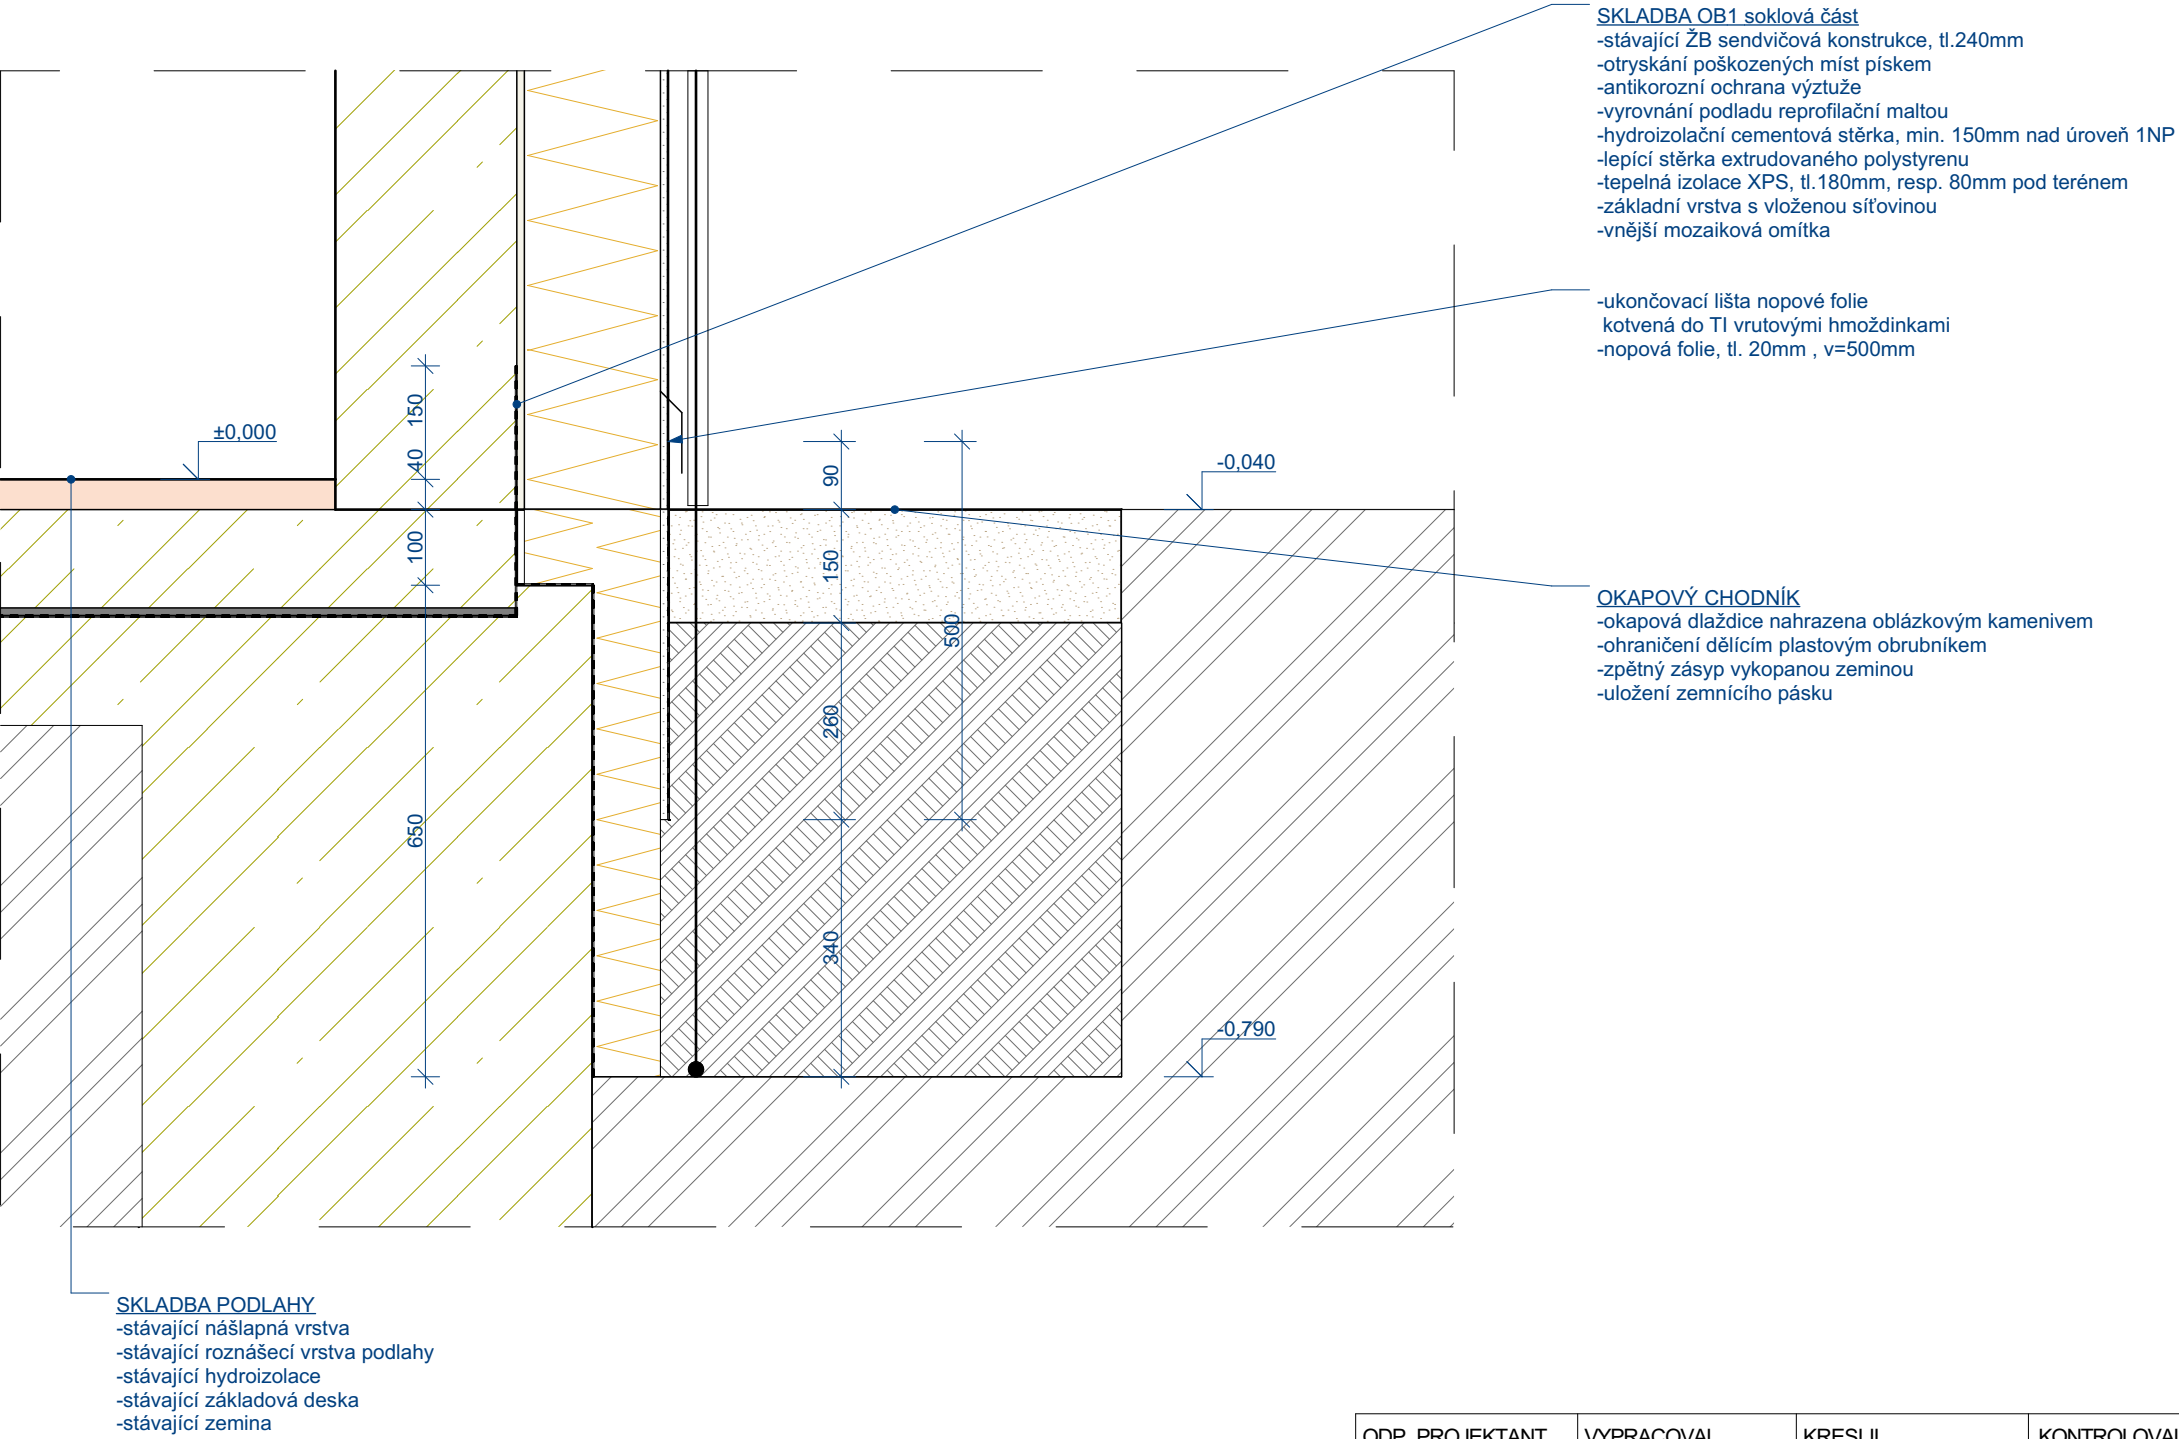 SKLADBA OB1 soklová část
-stávající ŽB sendvičová konstrukce, tl.240mm
-otryskání poškozených míst pískem
-antikorozní ochrana výztuže
-vyrovnání podladu reprofilační maltou
-hydroizolační cementová stěrka, min. 150mm nad úroveň 1NP
-lepící stěrka extrudovaného polystyrenu
-tepelná izolace XPS, tl.180mm, resp. 80mm pod terénem
-základní vrstva s vloženou síťovinou
-vnější mozaiková omítka
-ukončovací lišta nopové folie
kotvená do TI vrutovými hmoždinkami
-nopová folie, tl. 20mm , v=500mm
±0,000
150
40
100
650
90
150
260
340
500
-0,040
-0,790
OKAPOVÝ CHODNÍK
-okapová dlaždice nahrazena oblázkovým kamenivem
-ohraničení dělícím plastovým obrubníkem
-zpětný zásyp vykopanou zeminou
-uložení zemnícího pásku
SKLADBA PODLAHY
-stávající nášlapná vrstva
-stávající roznášecí vrstva podlahy
-stávající hydroizolace
-stávající základová deska
-stávající zemina
ODP. PROJEKTANT VYPRACOVAL KRESLIL KONTROLOVAL